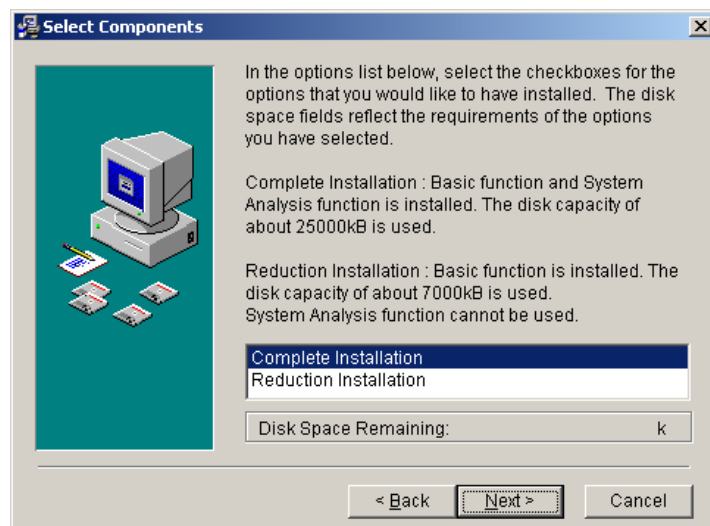 Select Components
In the options list below, select the checkboxes for the
options that you would like to have installed.  The disk
space fields reflect the requirements of the options
you have selected.
Complete Installation : Basic function and System
Analysis function is installed. The disk capacity of
about 25000kB is used.
Reduction Installation : Basic function is installed. The
disk capacity of about 7000kB is used.
System Analysis function cannot be used.
Complete Installation
Reduction Installation
Disk Space Remaining: k
< Back Next > Cancel